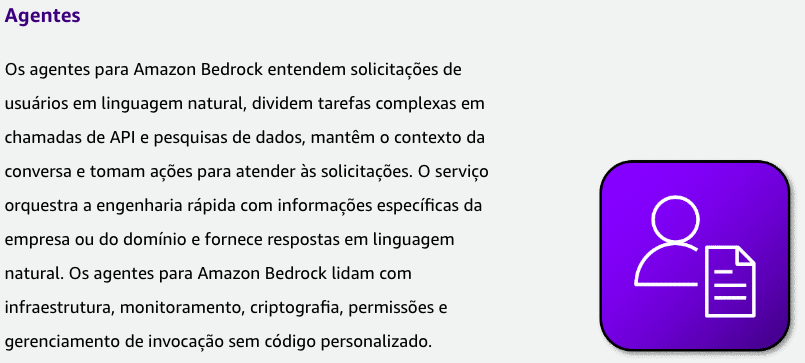 Agentes
Os agentes para Amazon Bedrock entendem solicitações de
usuários em linguagem natural, dividem tarefas complexas em
chamadas de API e pesquisas de dados, mantêm o contexto da
conversa e tomam ações para atender às solicitações. O serviço
orquestra a engenharia rápida com informações específicas da
empresa ou do domínio e fornece respostas em linguagem
natural. Os agentes para Amazon Bedrock lidam com
infraestrutura, monitoramento, criptografia, permissões e
gerenciamento de invocação sem código personalizado.